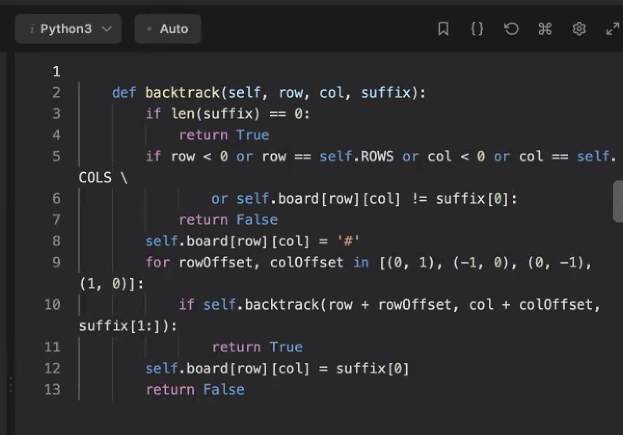 i Python3
Auto
{}
1
2 def backtrack(self, row, col, suffix):
3 if len(suffix) == 0:
4 return True
5 if row < 0 or row == self.ROWS or col < 0 or col == self.
COLS \
6 or self.board[row][col] != suffix[0]:
7 return False
8 self.board[row][col] = '#'
9 for rowOffset, colOffset in [(0, 1), (-1, 0), (0, -1),
(1, 0)]:
10 if self.backtrack(row + rowOffset, col + colOffset,
suffix[1:]):
11 return True
12 self.board[row][col] = suffix[0]
13 return False